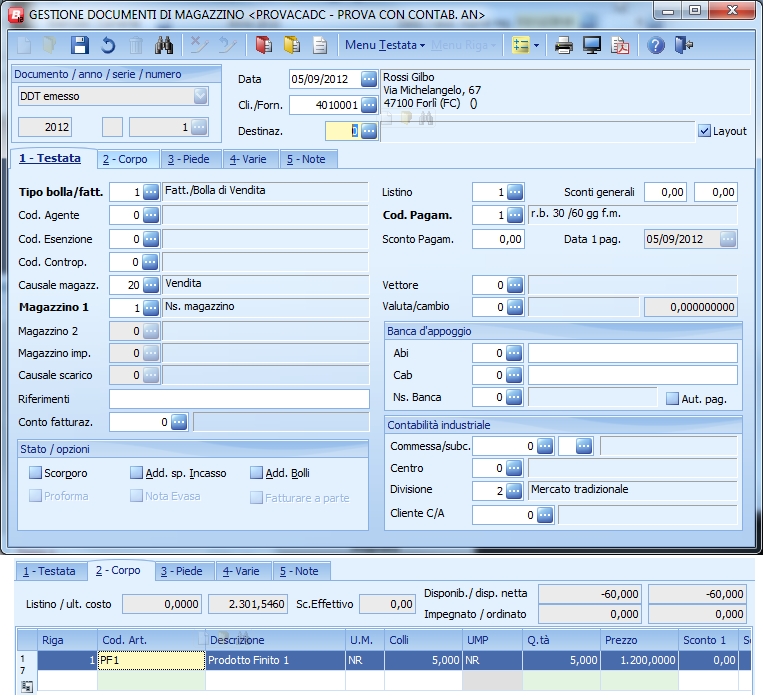 GESTIONE DOCUMENTI DI MAGAZZINO <PROVACADC - PROVA CON CONTAB. AN>
Menu Testata Menu Riga
Documento / anno / serie / numero
DDT emesso
2012 1
Data 05/09/2012
Cli./Forn. 4010001
Destinaz. 0
Rossi Gilbo
Via Michelangelo, 67
47100 Forlì (FC) ()
Layout
1 - Testata 2 - Corpo 3 - Piede 4- Varie 5 - Note
Tipo bolla/fatt. 1 Fatt./Bolla di Vendita
Cod. Agente 0
Cod. Esenzione 0
Cod. Controp. 0
Causale magazz. 20 Vendita
Magazzino 1 1 Ns. magazzino
Magazzino 2 0
Magazzino imp. 0
Causale scarico 0
Riferimenti
Conto fatturaz. 0
Stato / opzioni
Scorporo Add. sp. Incasso Add. Bolli
Proforma Nota Evasa Fatturare a parte
Listino 1 Sconti generali 0,00 0,00
Cod. Pagam. 1 r.b. 30 /60 gg f.m.
Sconto Pagam. 0,00 Data 1 pag. 05/09/2012
Vettore 0
Valuta/cambio 0 0,000000000
Banca d'appoggio
Abi 0
Cab 0
Ns. Banca 0 Aut. pag.
Contabilità industriale
Commessa/subc. 0
Centro 0
Divisione 2 Mercato tradizionale
Cliente C/A 0
1 - Testata 2 - Corpo 3 - Piede 4- Varie 5 - Note
Listino / ult. costo 0,0000 2.301,5460 Sc.Effettivo 0,00
Disponib./ disp. netta -60,000 -60,000
Impegnato / ordinato 0,000 0,000
Riga Cod. Art. Descrizione U.M. Colli UMP Q.tà Prezzo Sconto 1
1 PF1 Prodotto Finito 1 NR 5,000 NR 5,000 1.200,0000 0,00
1
7